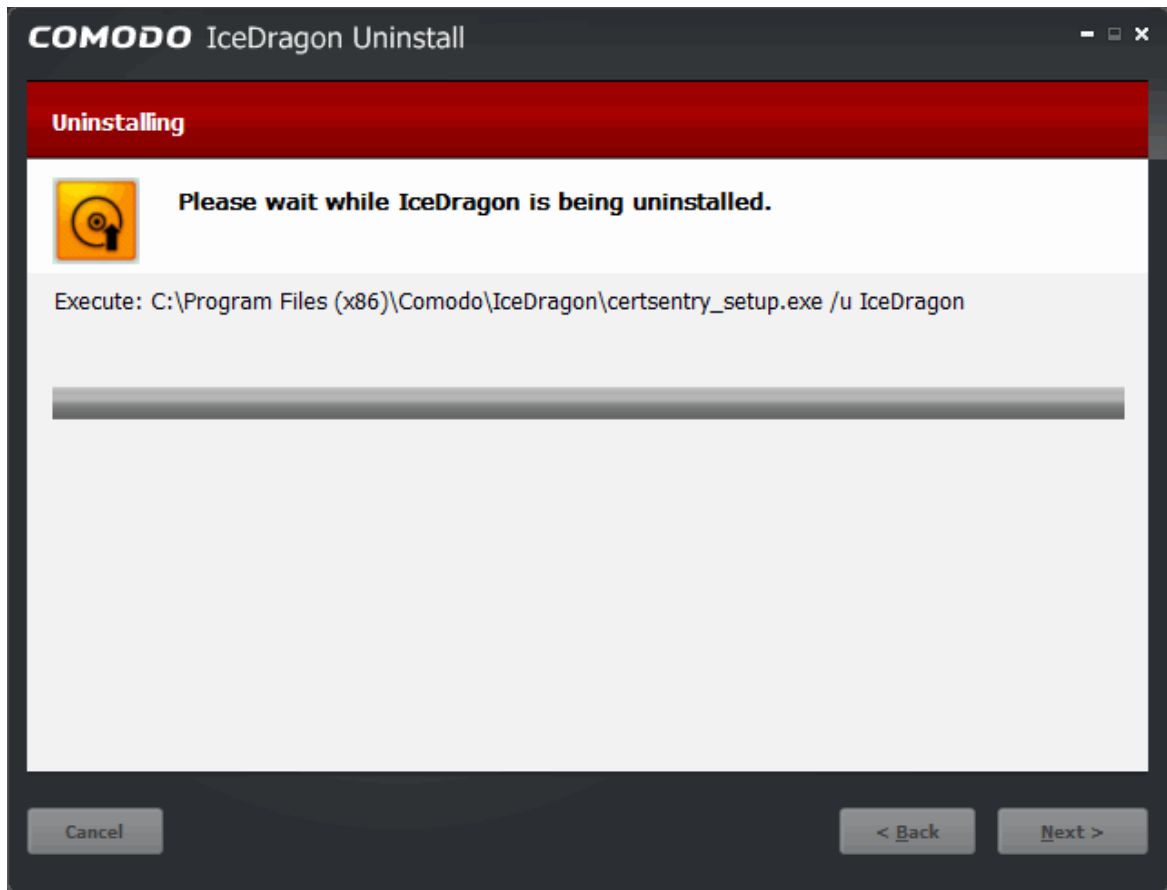 COMODO IceDragon Uninstall
Uninstalling
Please wait while IceDragon is being uninstalled.
Execute: C:\Program Files (x86)\Comodo\IceDragon\certsentry_setup.exe /u IceDragon
Cancel
< Back
Next >